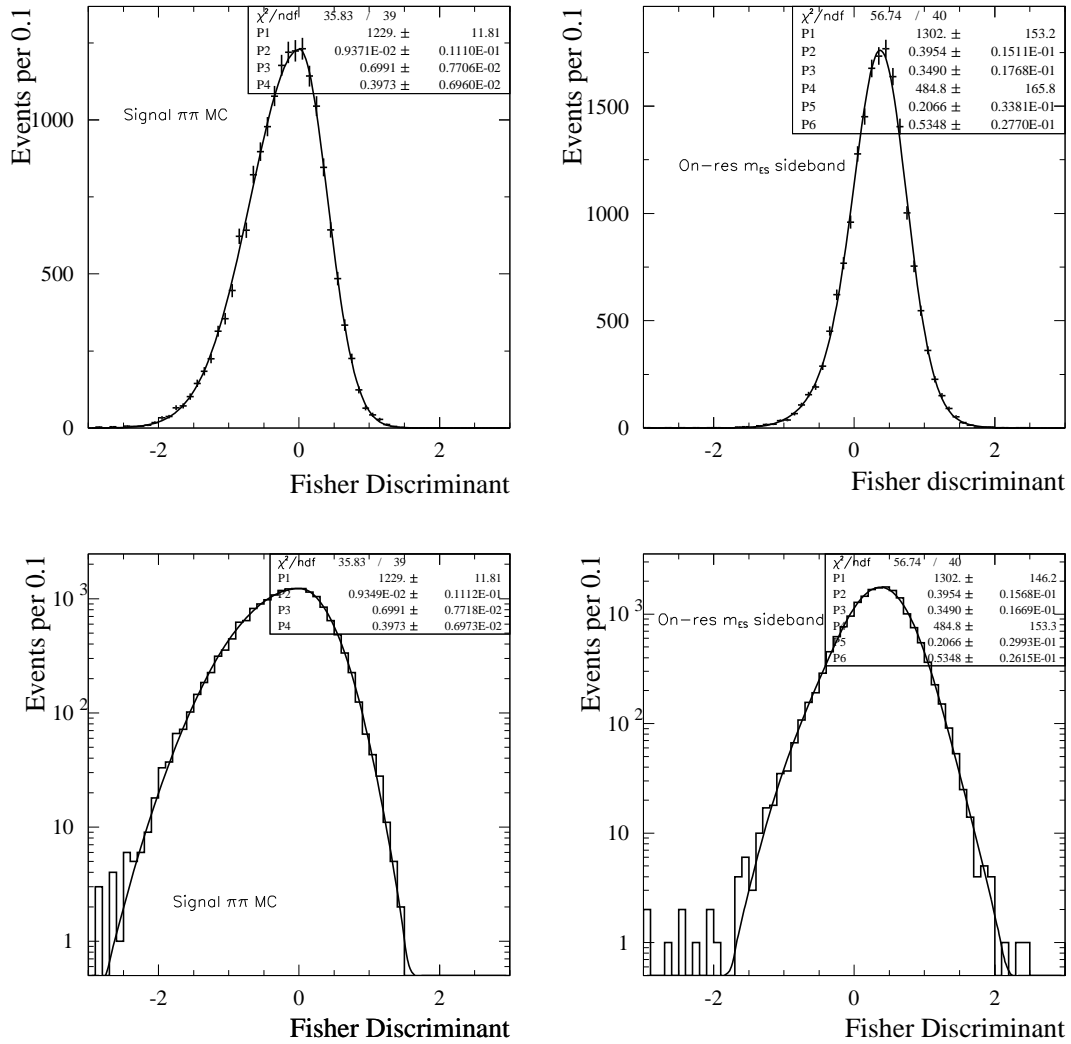 Events per 0.1
1000
500
0
χ²/ndf 35.83 / 39
P1 1229. ± 11.81
P2 0.9371E-02 ± 0.1110E-01
P3 0.6991 ± 0.7706E-02
P4 0.3973 ± 0.6960E-02
Signal ππ MC
-2 0 2
Fisher Discriminant
Events per 0.1
1500
1000
500
0
χ²/ndf 56.74 / 40
P1 1302. ± 153.2
P2 0.3954 ± 0.1511E-01
P3 0.3490 ± 0.1768E-01
P4 484.8 ± 165.8
P5 0.2066 ± 0.3381E-01
P6 0.5348 ± 0.2770E-01
On-res mES sideband
-2 0 2
Fisher discriminant
Events per 0.1
10³
10²
10
1
χ²/ndf 35.83 / 39
P1 1229. ± 11.81
P2 0.9349E-02 ± 0.1112E-01
P3 0.6991 ± 0.7718E-02
P4 0.3973 ± 0.6973E-02
Signal ππ MC
-2 0 2
Fisher Discriminant
Events per 0.1
10³
10²
10
1
χ²/ndf 56.74 / 40
P1 1302. ± 146.2
P2 0.3954 ± 0.1568E-01
P3 0.3490 ± 0.1669E-01
P4 484.8 ± 153.3
P5 0.2066 ± 0.2993E-01
P6 0.5348 ± 0.2615E-01
On-res mES sideband
-2 0 2
Fisher Discriminant